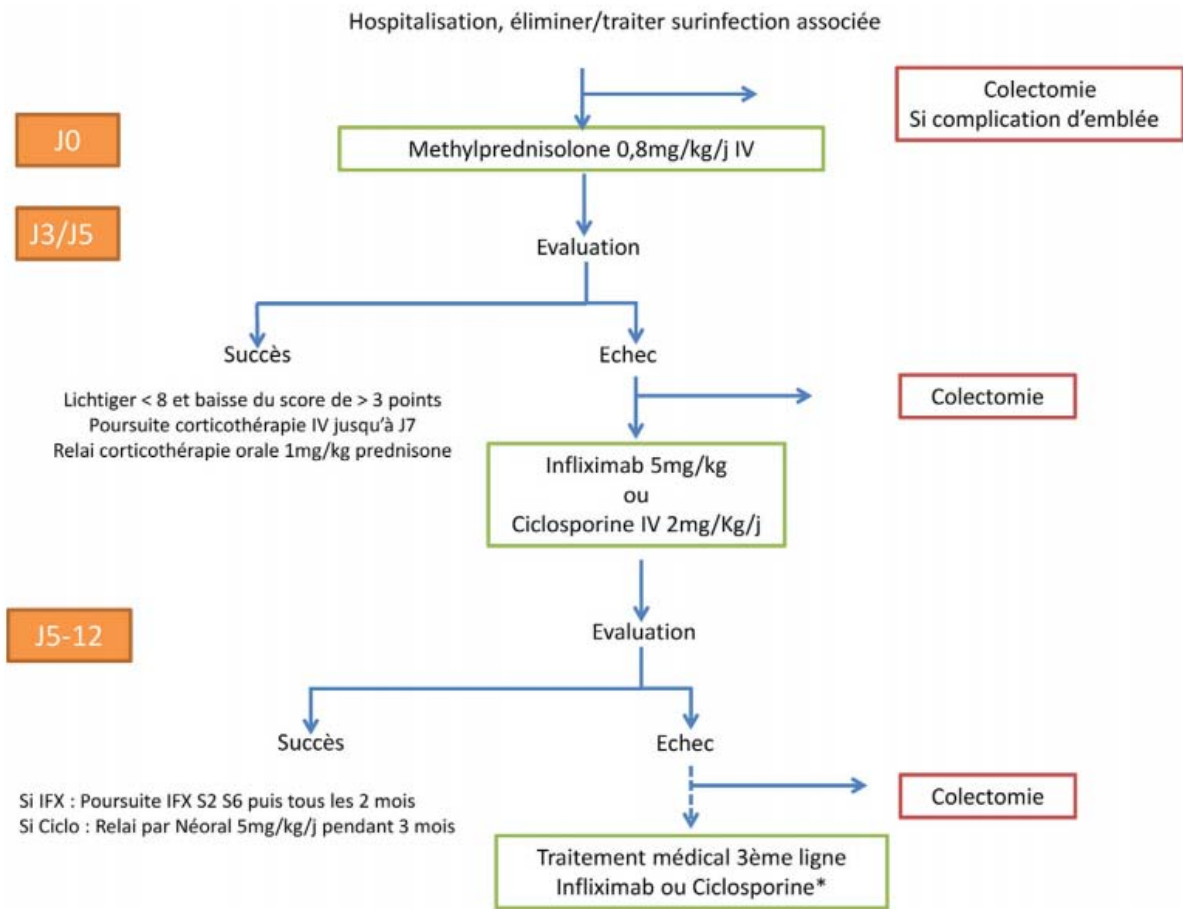 Hospitalisation, éliminer/traiter surinfection associée
Colectomie
Si complication d'emblée
J0
Methylprednisolone 0,8mg/kg/j IV
J3/J5
Evaluation
Succès
Echec
Lichtiger < 8 et baisse du score de > 3 points
Poursuite corticothérapie IV jusqu'à J7
Relai corticothérapie orale 1mg/kg prednisone
Colectomie
Infliximab 5mg/kg
ou
Ciclosporine IV 2mg/Kg/j
J5-12
Evaluation
Succès
Echec
Si IFX : Poursuite IFX S2 S6 puis tous les 2 mois
Si Ciclo : Relai par Néoral 5mg/kg/j pendant 3 mois
Colectomie
Traitement médical 3ème ligne
Infliximab ou Ciclosporine*